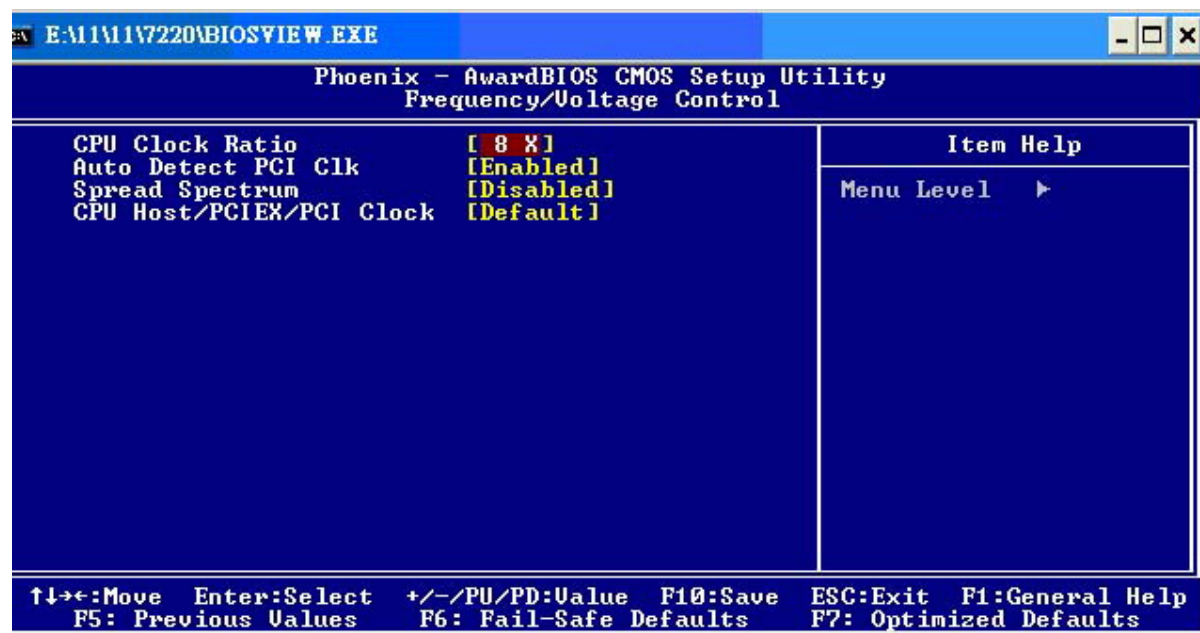 E:\11\11\7220\BIOSVIEW.EXE
Phoenix - AwardBIOS CMOS Setup Utility
Frequency/Voltage Control
CPU Clock Ratio [ 8 X]
Auto Detect PCI Clk [Enabled]
Spread Spectrum [Disabled]
CPU Host/PCIEX/PCI Clock [Default]
Item Help
Menu Level ►
↑↓→←:Move Enter:Select +/-/PU/PD:Value F10:Save ESC:Exit F1:General Help
F5: Previous Values F6: Fail-Safe Defaults F7: Optimized Defaults